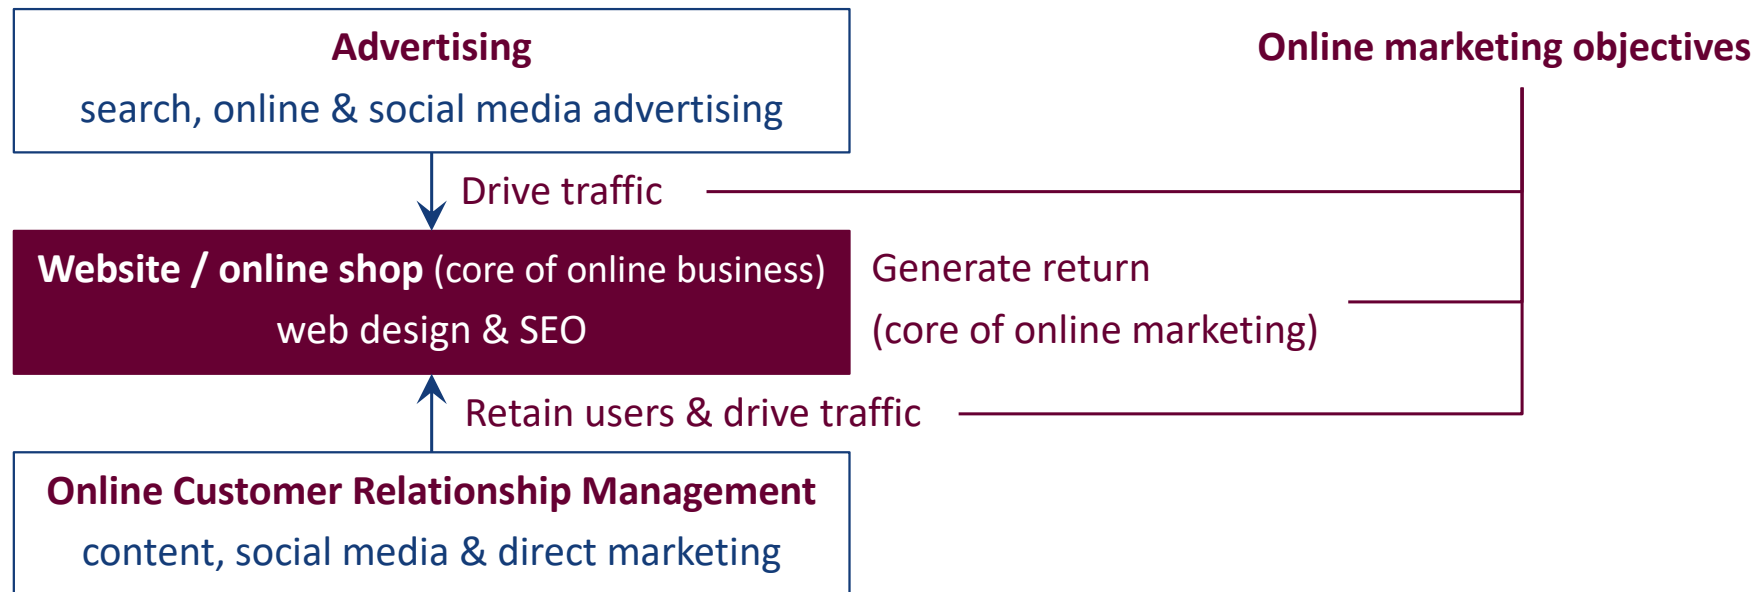 Advertising
search, online & social media advertising
Online marketing objectives
Drive traffic
Website / online shop (core of online business)
web design & SEO
Generate return
(core of online marketing)
Retain users & drive traffic
Online Customer Relationship Management
content, social media & direct marketing